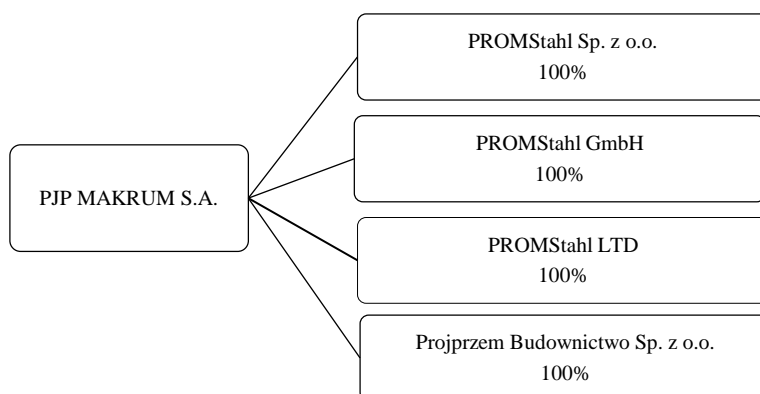 PJP MAKRUM S.A.
PROMStahl Sp. z o.o.
100%
PROMStahl GmbH
100%
PROMStahl LTD
100%
Projprzem Budownictwo Sp. z o.o.
100%